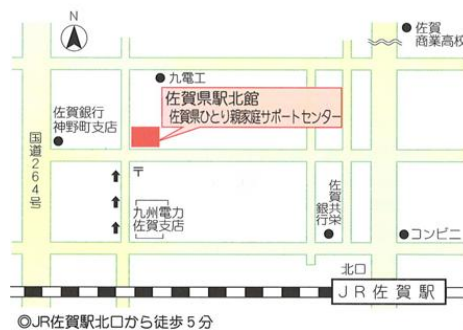 N
佐賀
商業高校
九電工
佐賀県駅北館
佐賀県ひとり親家庭サポートセンター
佐賀銀行
神野町支店
国道264号
〒
九州電力
佐賀支店
佐賀共栄
銀行
コンビニ
北口
JR佐賀駅
◎JR佐賀駅北口から徒歩5分